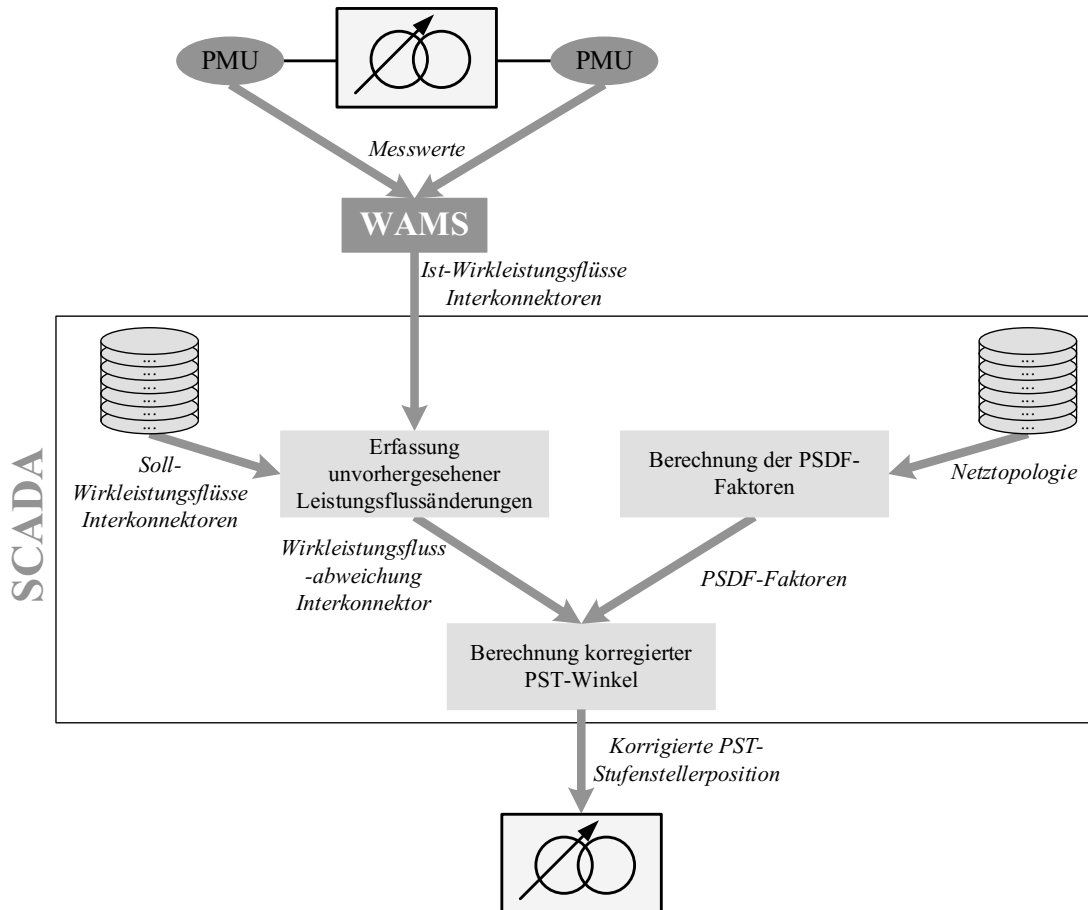 PMU
PMU
Messwerte
WAMS
Ist-Wirkleistungsflüsse
Interkonnektoren
SCADA
...
...
...
...
...
...
...
...
...
...
...
...
Soll-
Wirkleistungsflüsse
Interkonnektoren
Erfassung
unvorhergesehener
Leistungsflussänderungen
Berechnung der PSDF-
Faktoren
Netztopologie
Wirkleistungsfluss
-abweichung
Interkonnektor
PSDF-Faktoren
Berechnung korregierter
PST-Winkel
Korrigierte PST-
Stufenstellerposition